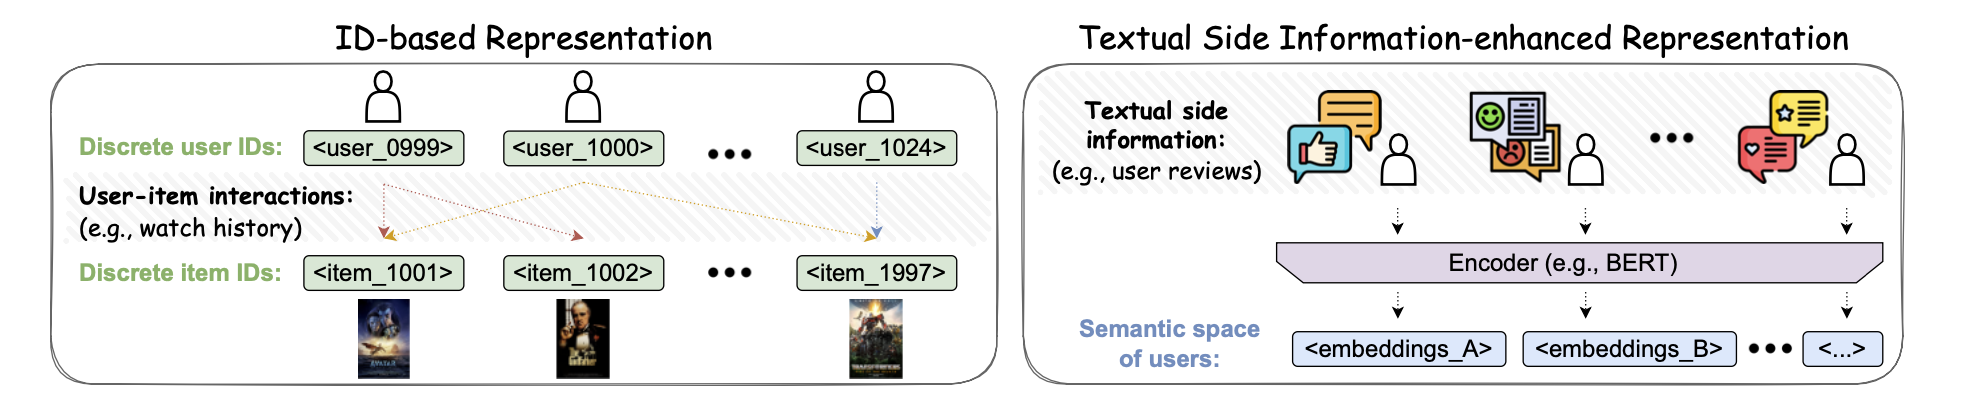 ID-based Representation
Discrete user IDs:
<user_0999>
<user_1000>
<user_1024>
User-item interactions:
(e.g., watch history)
Discrete item IDs:
<item_1001>
<item_1002>
<item_1997>
AVATAR
Textual Side Information-enhanced Representation
Textual side
information:
(e.g., user reviews)
Encoder (e.g., BERT)
Semantic space
of users:
<embeddings_A>
<embeddings_B>
<...>